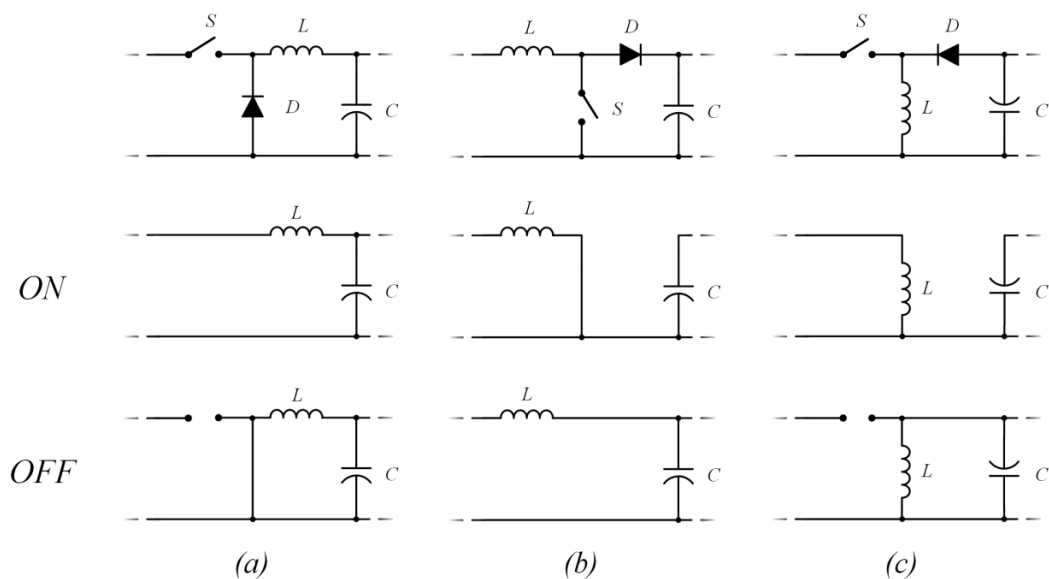 S L L D S D
D C S C L C
L L
ON C C L C
L L
OFF C C L C
(a) (b) (c)